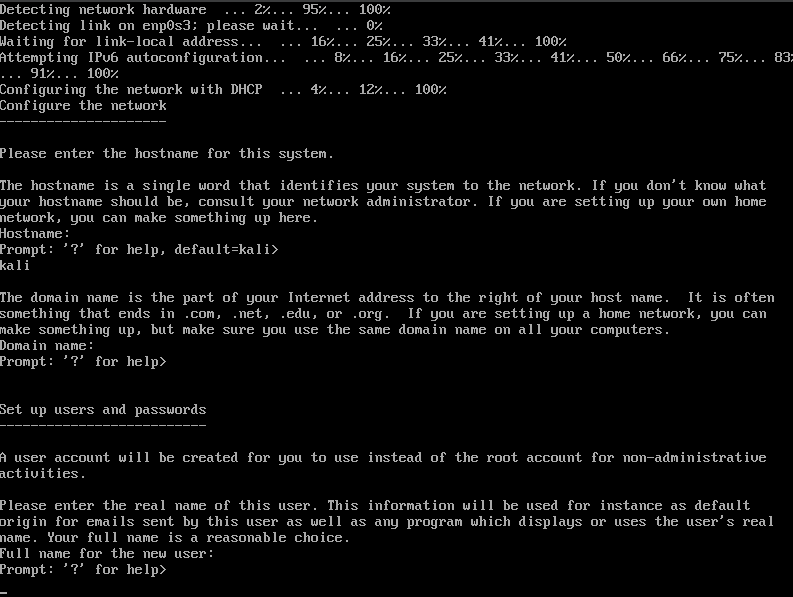 Detecting network hardware  ... 2%... 95%... 100%
Detecting link on enp0s3; please wait...  ... 0%
Waiting for link-local address...  ... 16%... 25%... 33%... 41%... 100%
Attempting IPv6 autoconfiguration...  ... 8%... 16%... 25%... 33%... 41%... 50%... 66%... 75%... 83%
... 91%... 100%
Configuring the network with DHCP  ... 4%... 12%... 100%
Configure the network
---------------------
Please enter the hostname for this system.
The hostname is a single word that identifies your system to the network. If you don't know what
your hostname should be, consult your network administrator. If you are setting up your own home
network, you can make something up here.
Hostname:
Prompt: '?' for help, default=kali>
kali
The domain name is the part of your Internet address to the right of your host name.  It is often
something that ends in .com, .net, .edu, or .org.  If you are setting up a home network, you can
make something up, but make sure you use the same domain name on all your computers.
Domain name:
Prompt: '?' for help>
Set up users and passwords
--------------------------
A user account will be created for you to use instead of the root account for non-administrative
activities.
Please enter the real name of this user. This information will be used for instance as default
origin for emails sent by this user as well as any program which displays or uses the user's real
name. Your full name is a reasonable choice.
Full name for the new user:
Prompt: '?' for help>
_